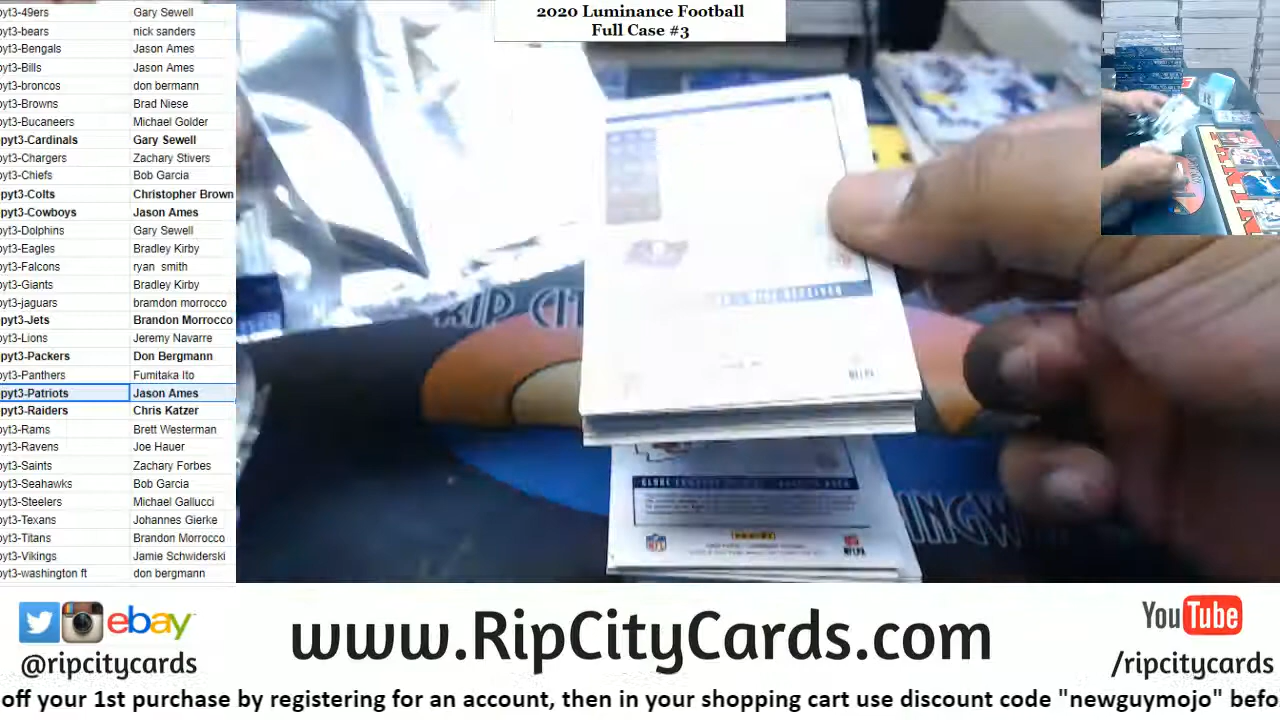 2020 Luminance Football
Full Case #3
pyt3-49ers Gary Sewell
pyt3-bears nick sanders
pyt3-Bengals Jason Ames
pyt3-Bills Jason Ames
pyt3-broncos don bermann
pyt3-Browns Brad Niese
pyt3-Bucaneers Michael Golder
pyt3-Cardinals Gary Sewell
pyt3-Chargers Zachary Stivers
pyt3-Chiefs Bob Garcia
pyt3-Colts Christopher Brown
pyt3-Cowboys Jason Ames
pyt3-Dolphins Gary Sewell
pyt3-Eagles Bradley Kirby
pyt3-Falcons ryan smith
pyt3-Giants Bradley Kirby
pyt3-jaguars bramdon morrocco
pyt3-Jets Brandon Morrocco
pyt3-Lions Jeremy Navarre
pyt3-Packers Don Bergmann
pyt3-Panthers Fumitaka Ito
pyt3-Patriots Jason Ames
pyt3-Raiders Chris Katzer
pyt3-Rams Brett Westerman
pyt3-Ravens Joe Hauer
pyt3-Saints Zachary Forbes
pyt3-Seahawks Bob Garcia
pyt3-Steelers Michael Gallucci
pyt3-Texans Johannes Gierke
pyt3-Titans Brandon Morrocco
pyt3-Vikings Jamie Schwiderski
pyt3-washington ft don bergmann
RIP CIT
RECEIVER
NFLPA
PANINI
NFL
NFLPA
INGW
ebay
@ripcitycards
www.RipCityCards.com
YouTube
/ripcitycards
off your 1st purchase by registering for an account, then in your shopping cart use discount code "newguymojo" befo